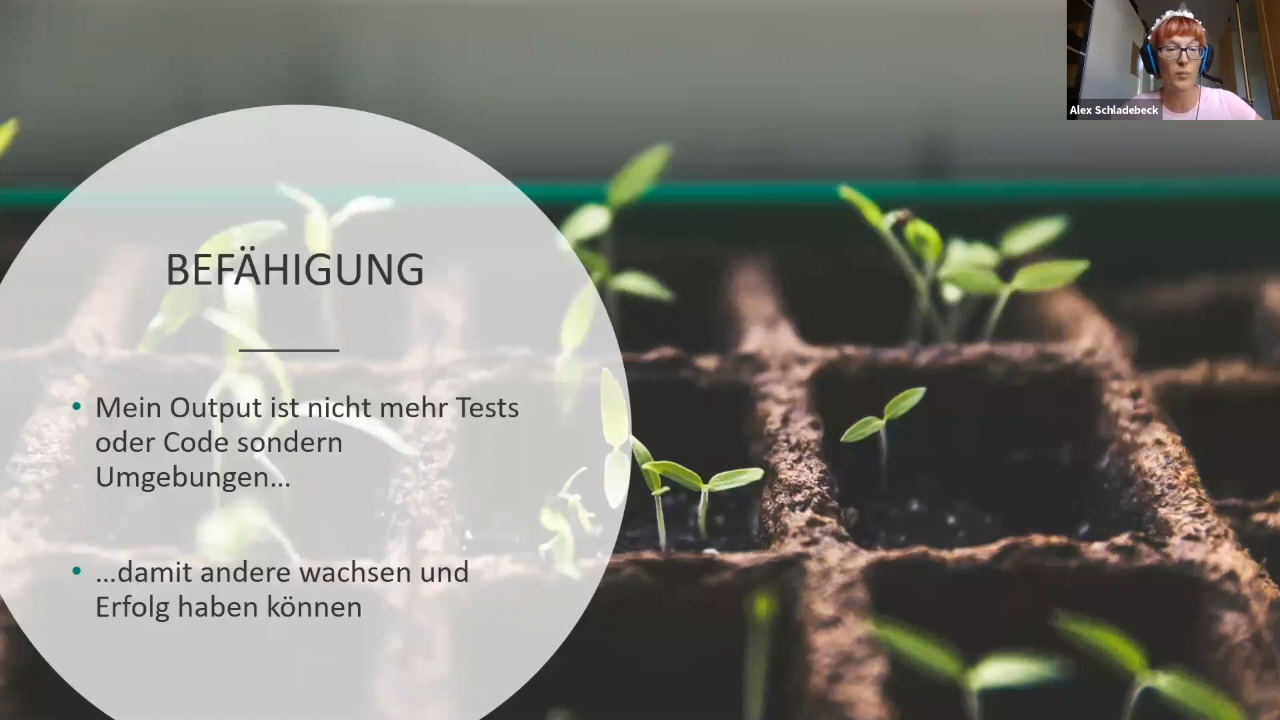 Alex Schladebeck
BEFÄHIGUNG
• Mein Output ist nicht mehr Tests
oder Code sondern
Umgebungen…
• …damit andere wachsen und
Erfolg haben können